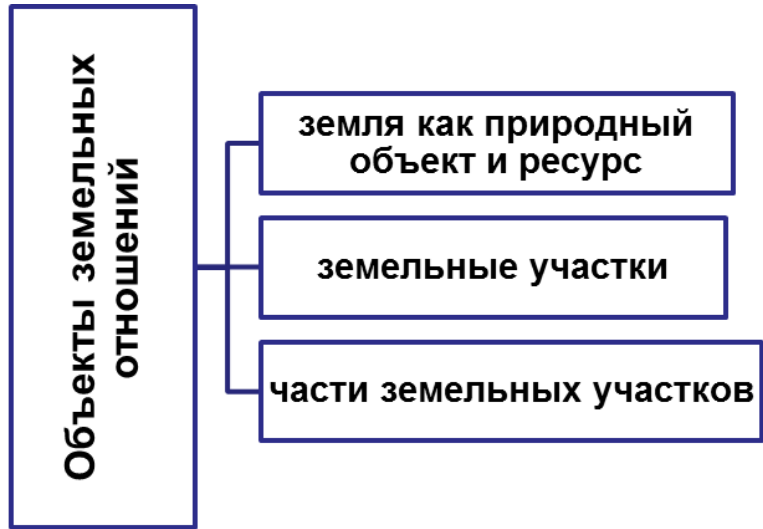 Объекты земельных
отношений
земля как природный
объект и ресурс
земельные участки
части земельных участков